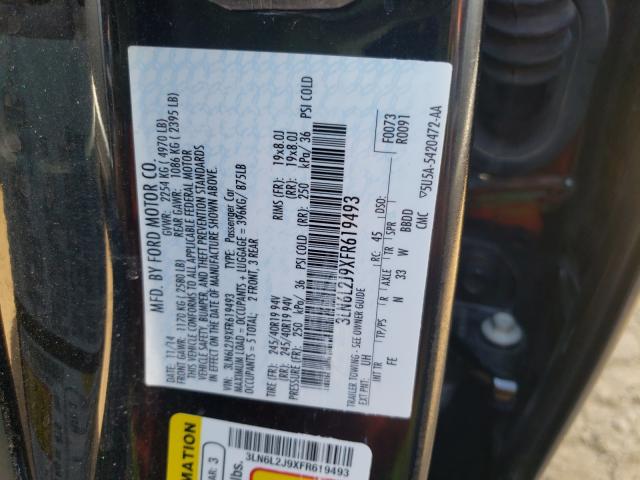 MFD. BY FORD MOTOR CO.
DATE: 11/14 GVWR: 2254 KG ( 4970 LB)
FRONT GAWR: 1170 KG ( 2580 LB) REAR GAWR: 1086 KG ( 2395 LB)
THIS VEHICLE CONFORMS TO ALL APPLICABLE FEDERAL MOTOR
VEHICLE SAFETY, BUMPER, AND THEFT PREVENTION STANDARDS
IN EFFECT ON THE DATE OF MANUFACTURE SHOWN ABOVE.
VIN: 3LN6L2J9XFR619493 TYPE: Passenger Car
MAXIMUM LOAD = OCCUPANTS + LUGGAGE = 396KG/ 875LB
OCCUPANTS = 5 TOTAL: 2 FRONT, 3 REAR
TIRE (FR): 245/40R19 94V RIMS (FR): 19x8.0J
(RR): 245/40R19 94V (RR): 19x8.0J
PRESSURE (FR): 250 kPa/ 36 PSI COLD (RR): 250 kPa/ 36 PSI COLD
3LN6L2J9XFR619493
TRAILER TOWING - SEE OWNER GUIDE
F0073
R0091
EXT PNT: UH RC: 45 DSO:
INT TR TP/PS R AXLE TR SPR
FE N 33 W BBDD
CMC
▽5U5A-5420472-AA
3LN6L2J9XFR619493
MATION
AR: 3
lbs.